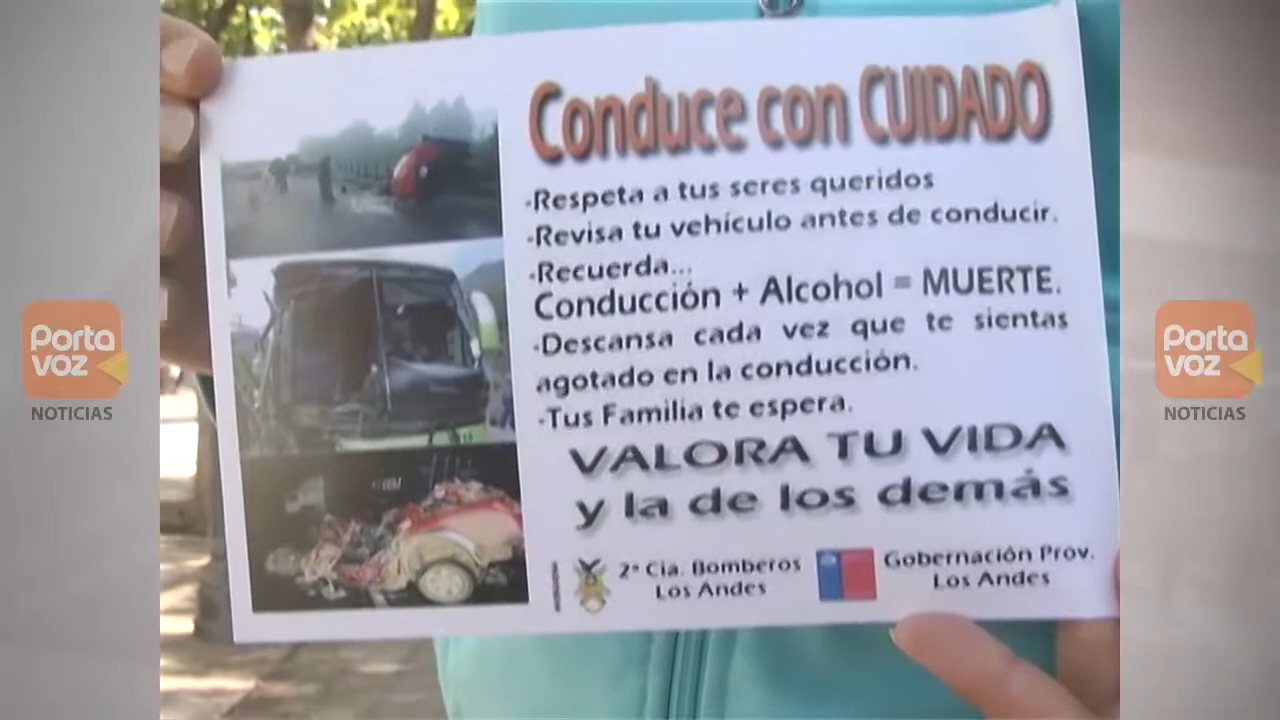 Conduce con CUIDADO
-Respeta a tus seres queridos
-Revisa tu vehículo antes de conducir.
-Recuerda...
Conducción + Alcohol = MUERTE.
-Descansa cada vez que te sientas
agotado en la conducción.
-Tus Familia te espera.
VALORA TU VIDA
y la de los demás
2ª Cia. Bomberos
Los Andes
Gobernación Prov.
Los Andes
Porta
voz
NOTICIAS
Porta
voz
NOTICIAS